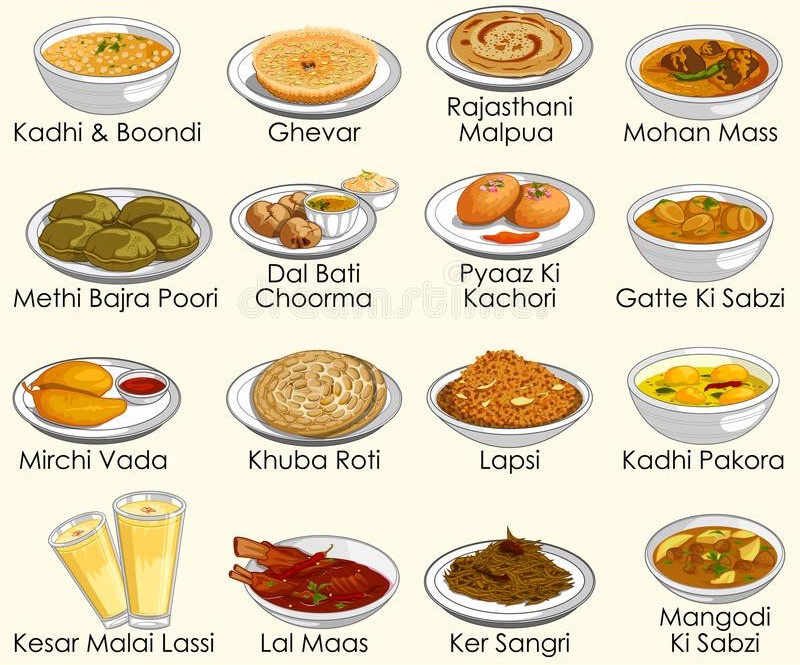 Kadhi & Boondi
Ghevar
Rajasthani
Malpua
Mohan Mass
Methi Bajra Poori
Dal Bati
Choorma
Pyaaz Ki
Kachori
Gatte Ki Sabzi
Mirchi Vada
Khuba Roti
Lapsi
Kadhi Pakora
Kesar Malai Lassi
Lal Maas
Ker Sangri
Mangodi
Ki Sabzi
dreamstime